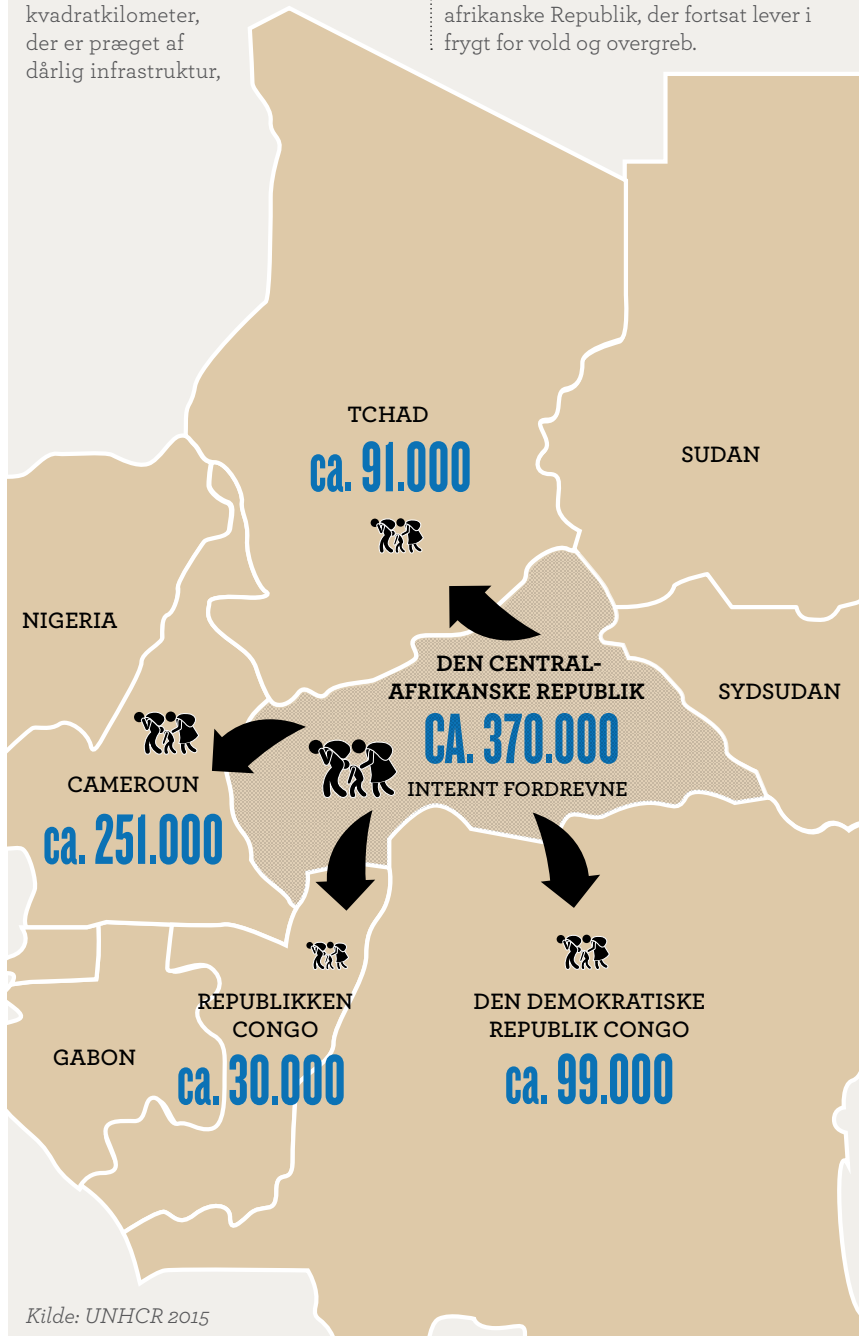 kvadratkilometer,
der er præget af
dårlig infrastruktur,
afrikanske Republik, der fortsat lever i
frygt for vold og overgreb.
TCHAD
ca. 91.000
SUDAN
NIGERIA
DEN CENTRAL-
AFRIKANSKE REPUBLIK
CA. 370.000
INTERNT FORDREVNE
SYDSUDAN
CAMEROUN
ca. 251.000
REPUBLIKKEN
CONGO
ca. 30.000
DEN DEMOKRATISKE
REPUBLIK CONGO
ca. 99.000
GABON
Kilde: UNHCR 2015